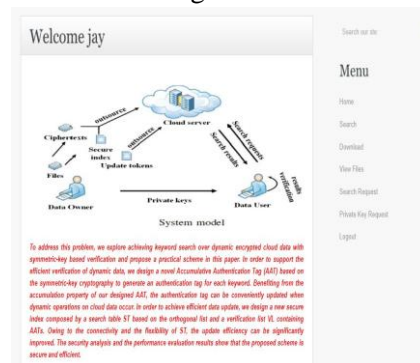 Welcome jay
Search our site
Menu
Home
Search
Download
View Files
Search Request
Private Key Request
Logout
outsource
Cloud server
Ciphertexts
outsource
Secure
index
Update tokens
Search requests
Search results
Files
results
verification
Private keys
Data Owner
Data User
System model
To address this problem, we explore achieving keyword search over dynamic encrypted cloud data with
symmetric-key based verification and propose a practical scheme in this paper. In order to support the
efficient verification of dynamic data, we design a novel Accumulative Authentication Tag (AAT) based on
the symmetric-key cryptography to generate an authentication tag for each keyword. Benefiting from the
accumulation property of our designed AAT, the authentication tag can be conveniently updated when
dynamic operations on cloud data occur. In order to achieve efficient data update, we design a new secure
index composed by a search table ST based on the orthogonal list and a verification list VL containing
AATs. Owing to the connectivity and the flexibility of ST, the update efficiency can be significantly
improved. The security analysis and the performance evaluation results show that the proposed scheme is
secure and efficient.